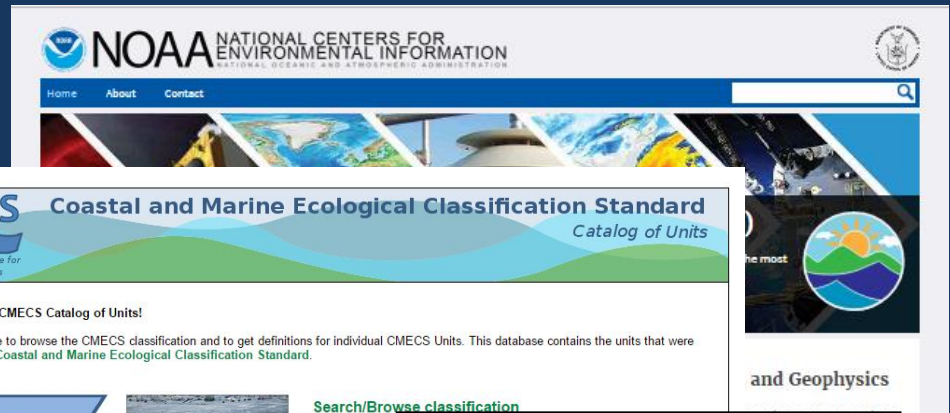 NOAA NATIONAL CENTERS FOR
ENVIRONMENTAL INFORMATION
NATIONAL OCEANIC AND ATMOSPHERIC ADMINISTRATION
Home About Contact
S Coastal and Marine Ecological Classification Standard
Catalog of Units
e for
he most
CMECS Catalog of Units!
e to browse the CMECS classification and to get definitions for individual CMECS Units. This database contains the units that were
Coastal and Marine Ecological Classification Standard.
and Geophysics
Search/Browse classification